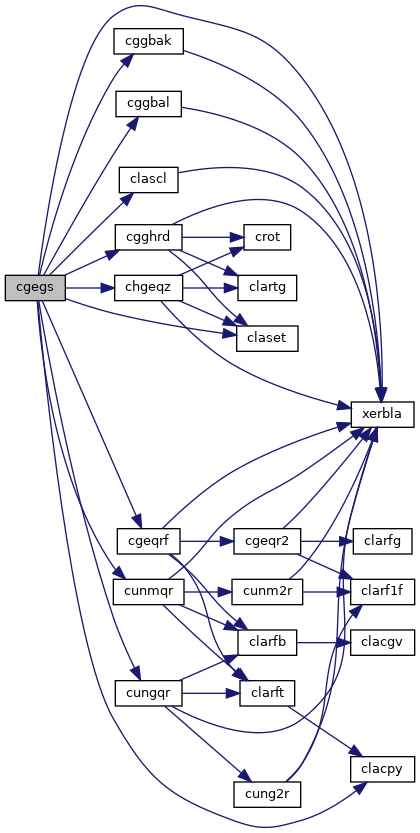 cggbak
cggbal
clascl
cgghrd
crot
cgegs
chgeqz
clartg
claset
xerbla
cgeqrf
cgeqr2
clarfg
cunmqr
cunm2r
clarf1f
clarfb
clacgv
cungqr
clarft
clacpy
cung2r